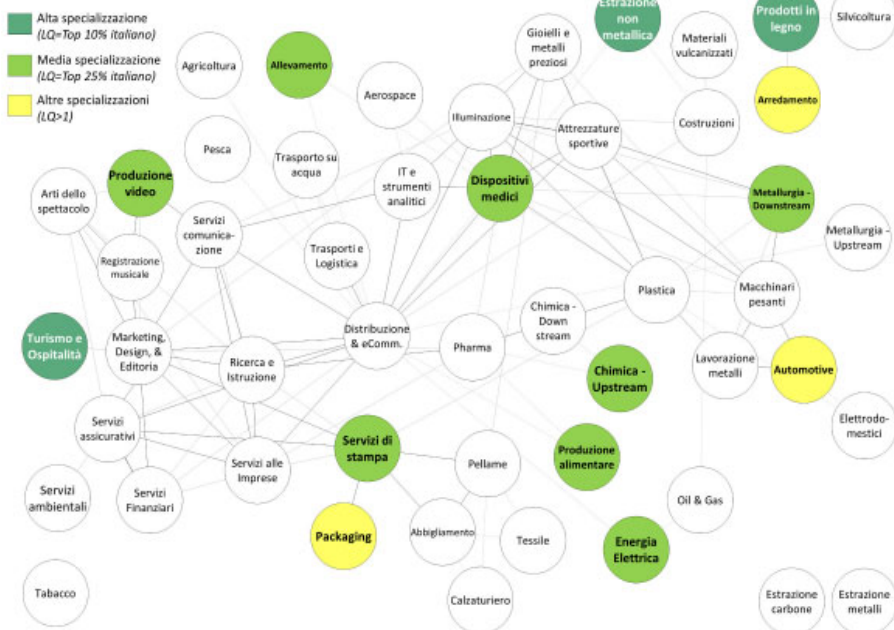 Alta specializzazione
(LQ=Top 10% italiano)
Media specializzazione
(LQ=Top 25% italiano)
Altre specializzazioni
(LQ>1)
Estrazione
non
metallica
Prodotti in
legno
Silvicoltura
Gioielli e
metalli
preziosi
Materiali
vulcanizzati
Agricoltura
Allevamento
Aerospace
Arredamento
Illuminazione
Attrezzature
sportive
Costruzioni
Pesca
Trasporto su
acqua
Produzione
video
Arti dello
spettacolo
IT e
strumenti
analitici
Dispositivi
medici
Metallurgia -
Downstream
Servizi
comunica-
zione
Metallurgia -
Upstream
Registrazione
musicale
Trasporti e
Logistica
Plastica
Macchinari
pesanti
Chimica -
Down
stream
Turismo e
Ospitalità
Marketing,
Design, &
Editoria
Distribuzione
& eComm.
Pharma
Ricerca e
Istruzione
Lavorazione
metalli
Automotive
Chimica -
Upstream
Servizi
assicurativi
Elettrodo-
mestici
Servizi di
stampa
Produzione
alimentare
Servizi alle
Imprese
Pellame
Servizi
ambientali
Servizi
Finanziari
Oil & Gas
Packaging
Abbigliamento
Tessile
Energia
Elettrica
Tabacco
Calzaturiero
Estrazione
carbone
Estrazione
metalli